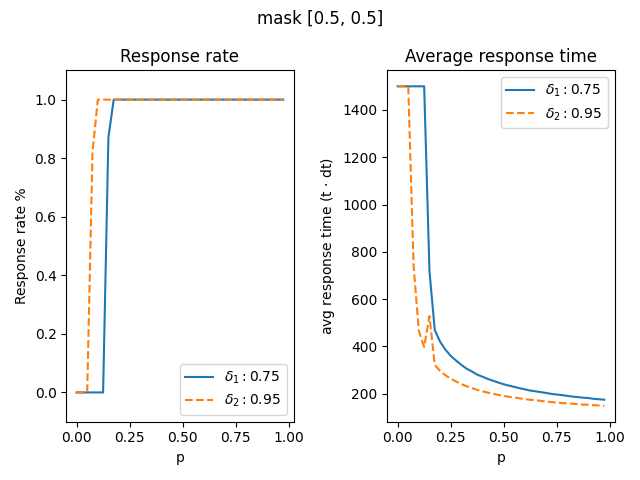 mask [0.5, 0.5]
Response rate
Response rate %
1.0
0.8
0.6
0.4
0.2
0.0
δ1 : 0.75
δ2 : 0.95
0.00 0.25 0.50 0.75 1.00
p
Average response time
avg response time (t · dt)
1400
1200
1000
800
600
400
200
δ1 : 0.75
δ2 : 0.95
0.00 0.25 0.50 0.75 1.00
p